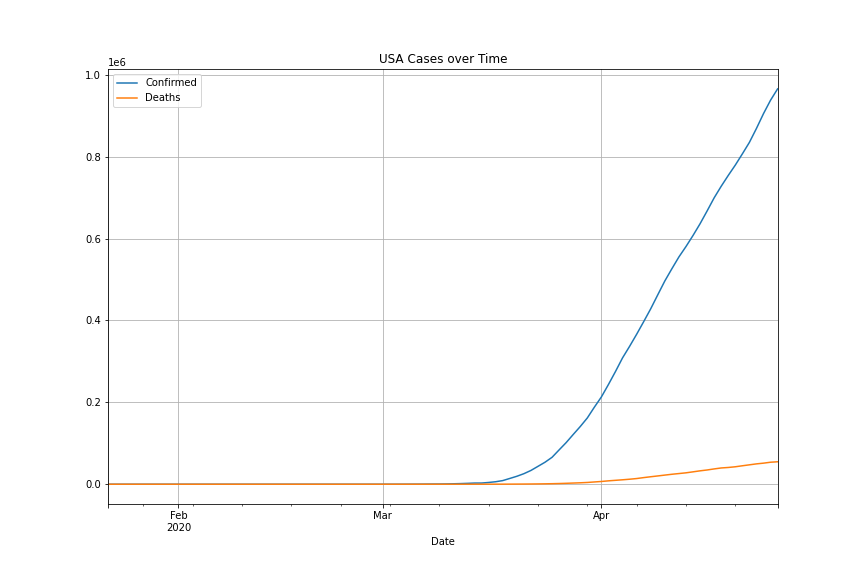 USA Cases over Time
1e6
Confirmed
Deaths
1.0
0.8
0.6
0.4
0.2
0.0
Feb
2020
Mar
Apr
Date